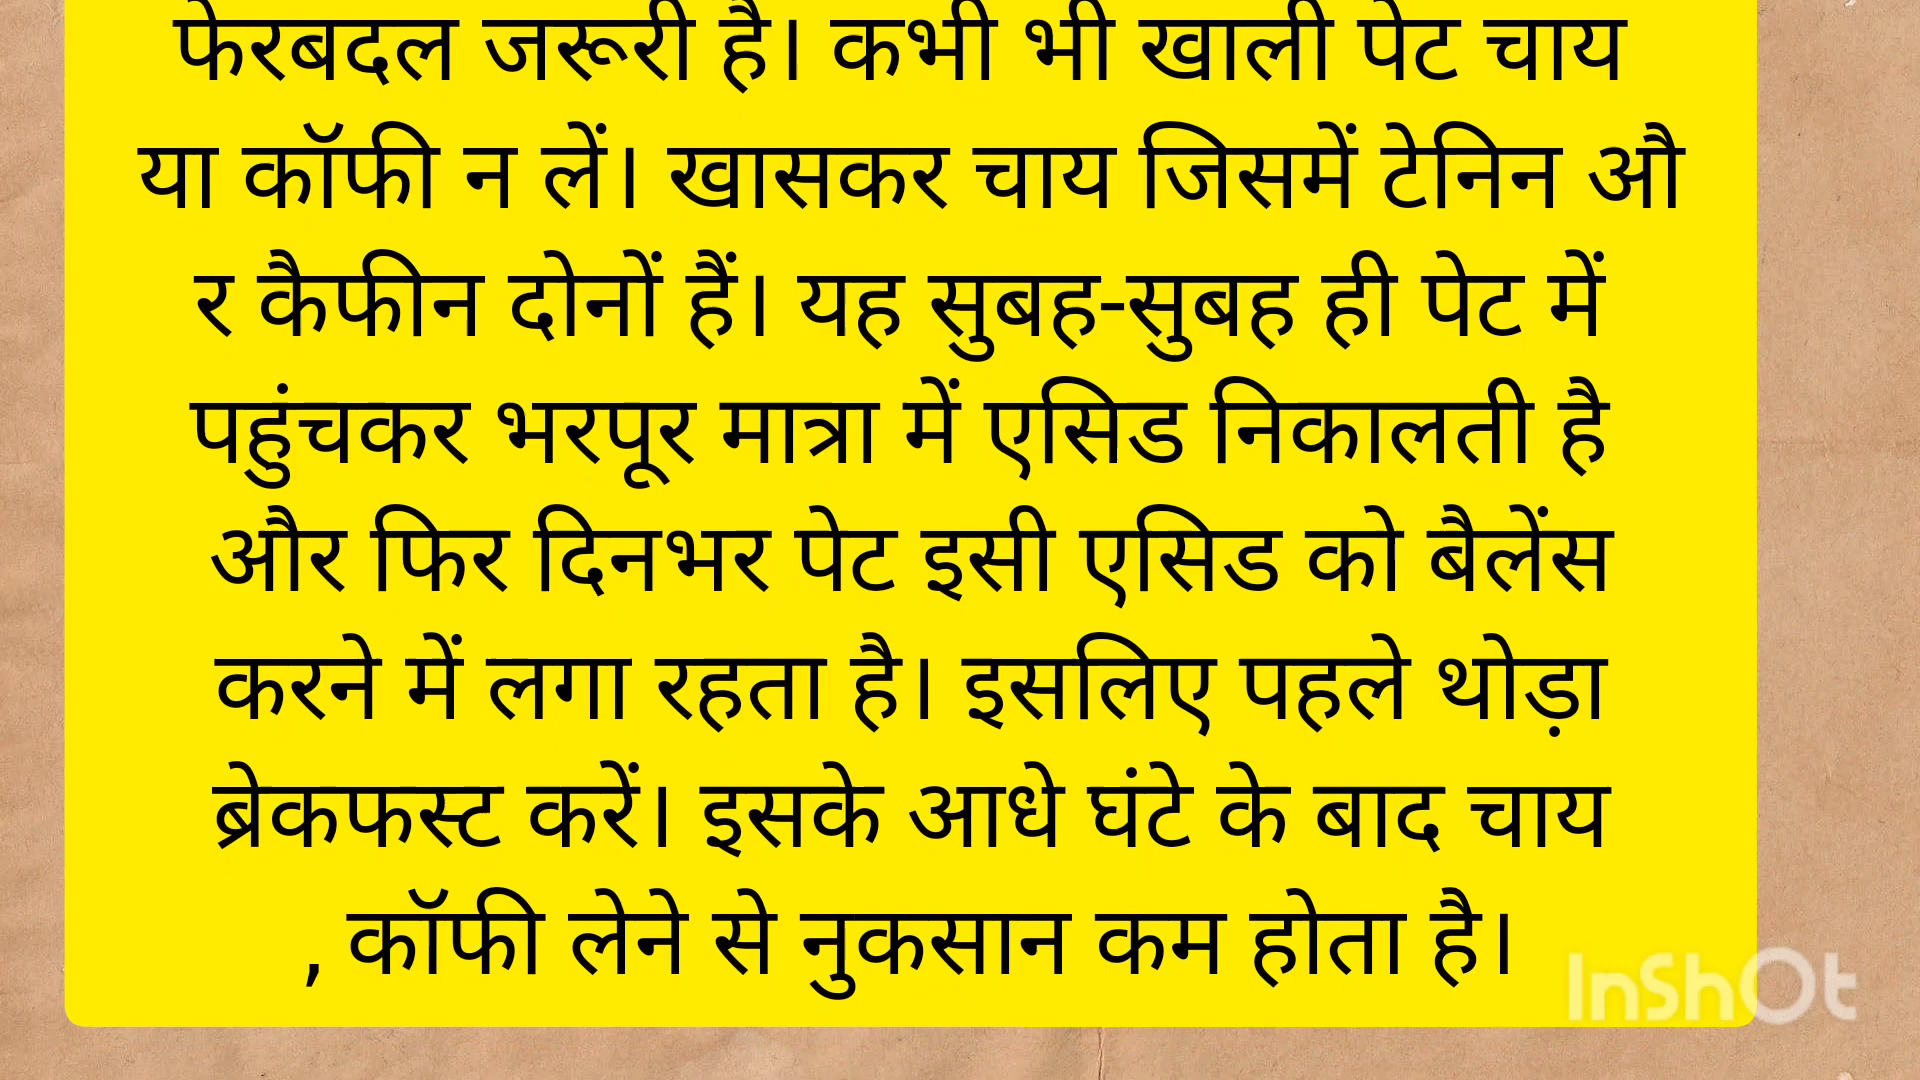 फेरबदल जरूरी है। कभी भी खाली पेट चाय
या कॉफी न लें। खासकर चाय जिसमें टेनिन औ
र कैफीन दोनों हैं। यह सुबह-सुबह ही पेट में
पहुंचकर भरपूर मात्रा में एसिड निकालती है
और फिर दिनभर पेट इसी एसिड को बैलेंस
करने में लगा रहता है। इसलिए पहले थोड़ा
ब्रेकफस्ट करें। इसके आधे घंटे के बाद चाय
, कॉफी लेने से नुकसान कम होता है।
InShOt